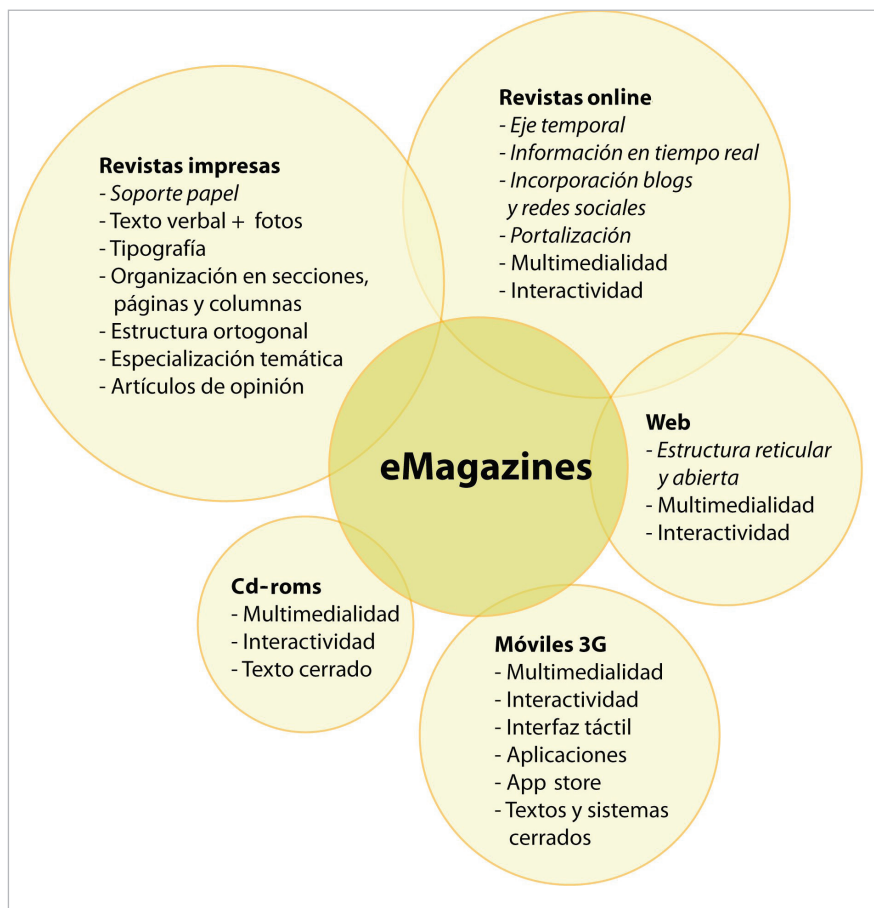 Revistas impresas
- Soporte papel
- Texto verbal + fotos
- Tipografía
- Organización en secciones,
páginas y columnas
- Estructura ortogonal
- Especialización temática
- Artículos de opinión
Revistas online
- Eje temporal
- Información en tiempo real
- Incorporación blogs
y redes sociales
- Portalización
- Multimedialidad
- Interactividad
eMagazines
Web
- Estructura reticular
y abierta
- Multimedialidad
- Interactividad
Cd-roms
- Multimedialidad
- Interactividad
- Texto cerrado
Móviles 3G
- Multimedialidad
- Interactividad
- Interfaz táctil
- Aplicaciones
- App store
- Textos y sistemas
cerrados